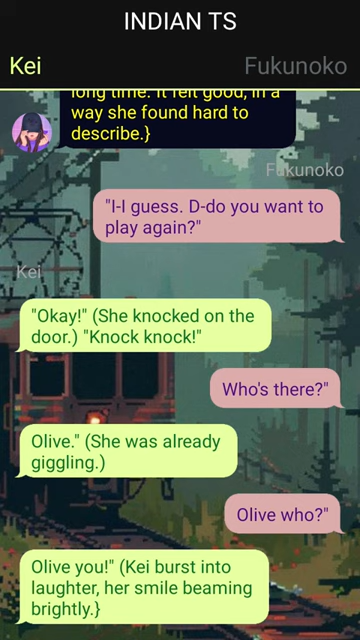 INDIAN TS
Kei
Fukunoko
long time. It felt good, in a
way she found hard to
describe.}
Fukunoko
"I-I guess. D-do you want to
play again?"
Kei
"Okay!" (She knocked on the
door.) "Knock knock!"
Who's there?"
Olive." (She was already
giggling.)
Olive who?"
Olive you!" (Kei burst into
laughter, her smile beaming
brightly.}